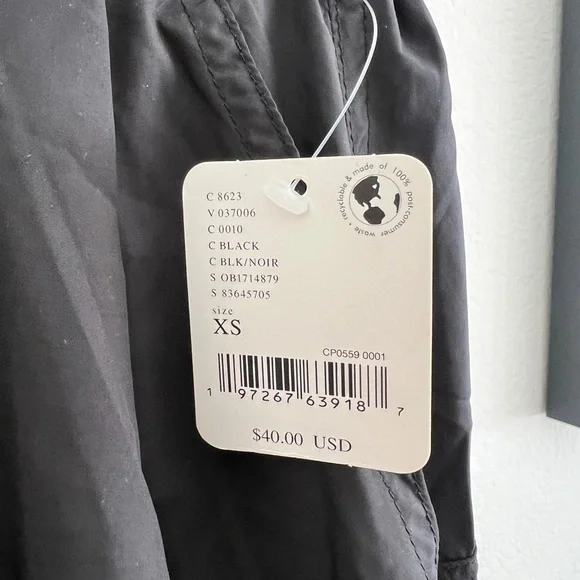 C 8623
V 037006
C 0010
C BLACK
C BLK/NOIR
S OB1714879
S 83645705
size
XS
recyclable & made of 100% post-consumer waste •
CP0559 0001
1 97267 63918 7
$40.00 USD